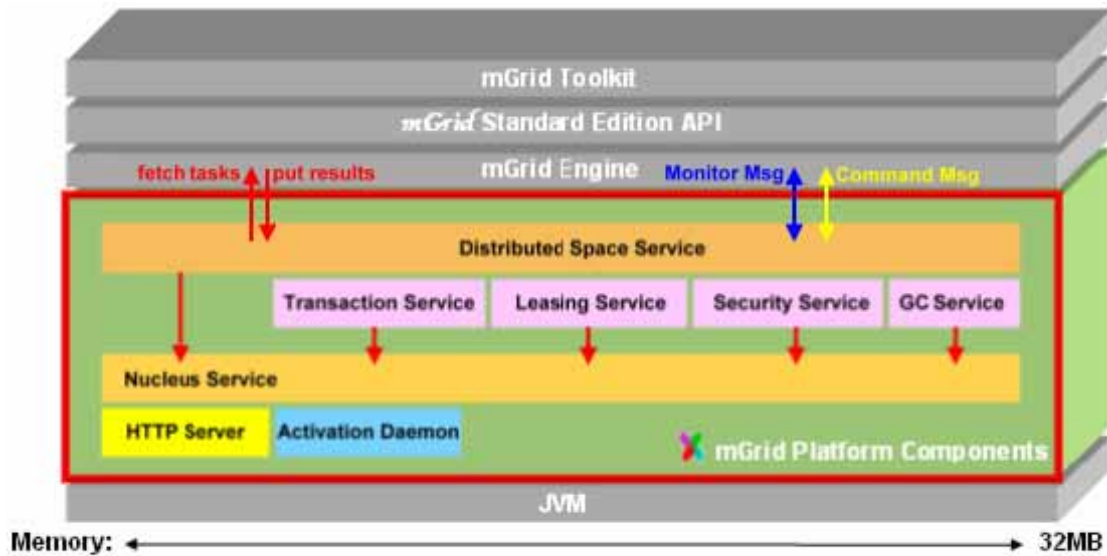 mGrid Toolkit
mGrid Standard Edition API
mGrid Engine
fetch tasks
put results
Monitor Msg
Command Msg
Distributed Space Service
Transaction Service
Leasing Service
Security Service
GC Service
Nucleus Service
HTTP Server
Activation Daemon
mGrid Platform Components
JVM
Memory:
32MB